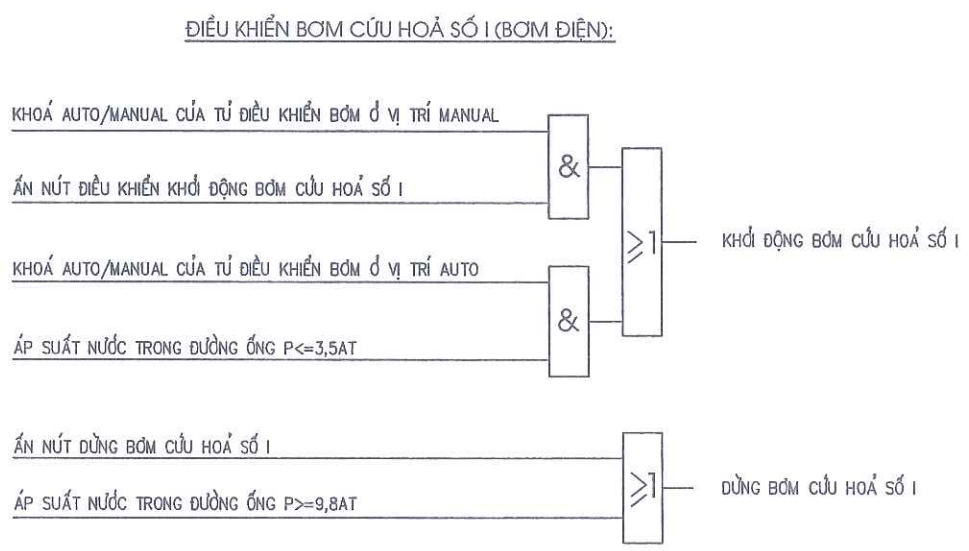 ĐIỀU KHIỂN BƠM CỨU HOẢ SỐ I (BƠM ĐIỆN):
KHOÁ AUTO/MANUAL CỦA TỦ ĐIỀU KHIỂN BƠM Ở VỊ TRÍ MANUAL
&
ẤN NÚT ĐIỀU KHIỂN KHỞI ĐỘNG BƠM CỨU HOẢ SỐ I
≥1
KHỞI ĐỘNG BƠM CỨU HOẢ SỐ I
KHOÁ AUTO/MANUAL CỦA TỦ ĐIỀU KHIỂN BƠM Ở VỊ TRÍ AUTO
&
ÁP SUẤT NƯỚC TRONG ĐƯỜNG ỐNG P<=3,5AT
ẤN NÚT DỪNG BƠM CỨU HOẢ SỐ I
≥1
DỪNG BƠM CỨU HOẢ SỐ I
ÁP SUẤT NƯỚC TRONG ĐƯỜNG ỐNG P>=9,8AT